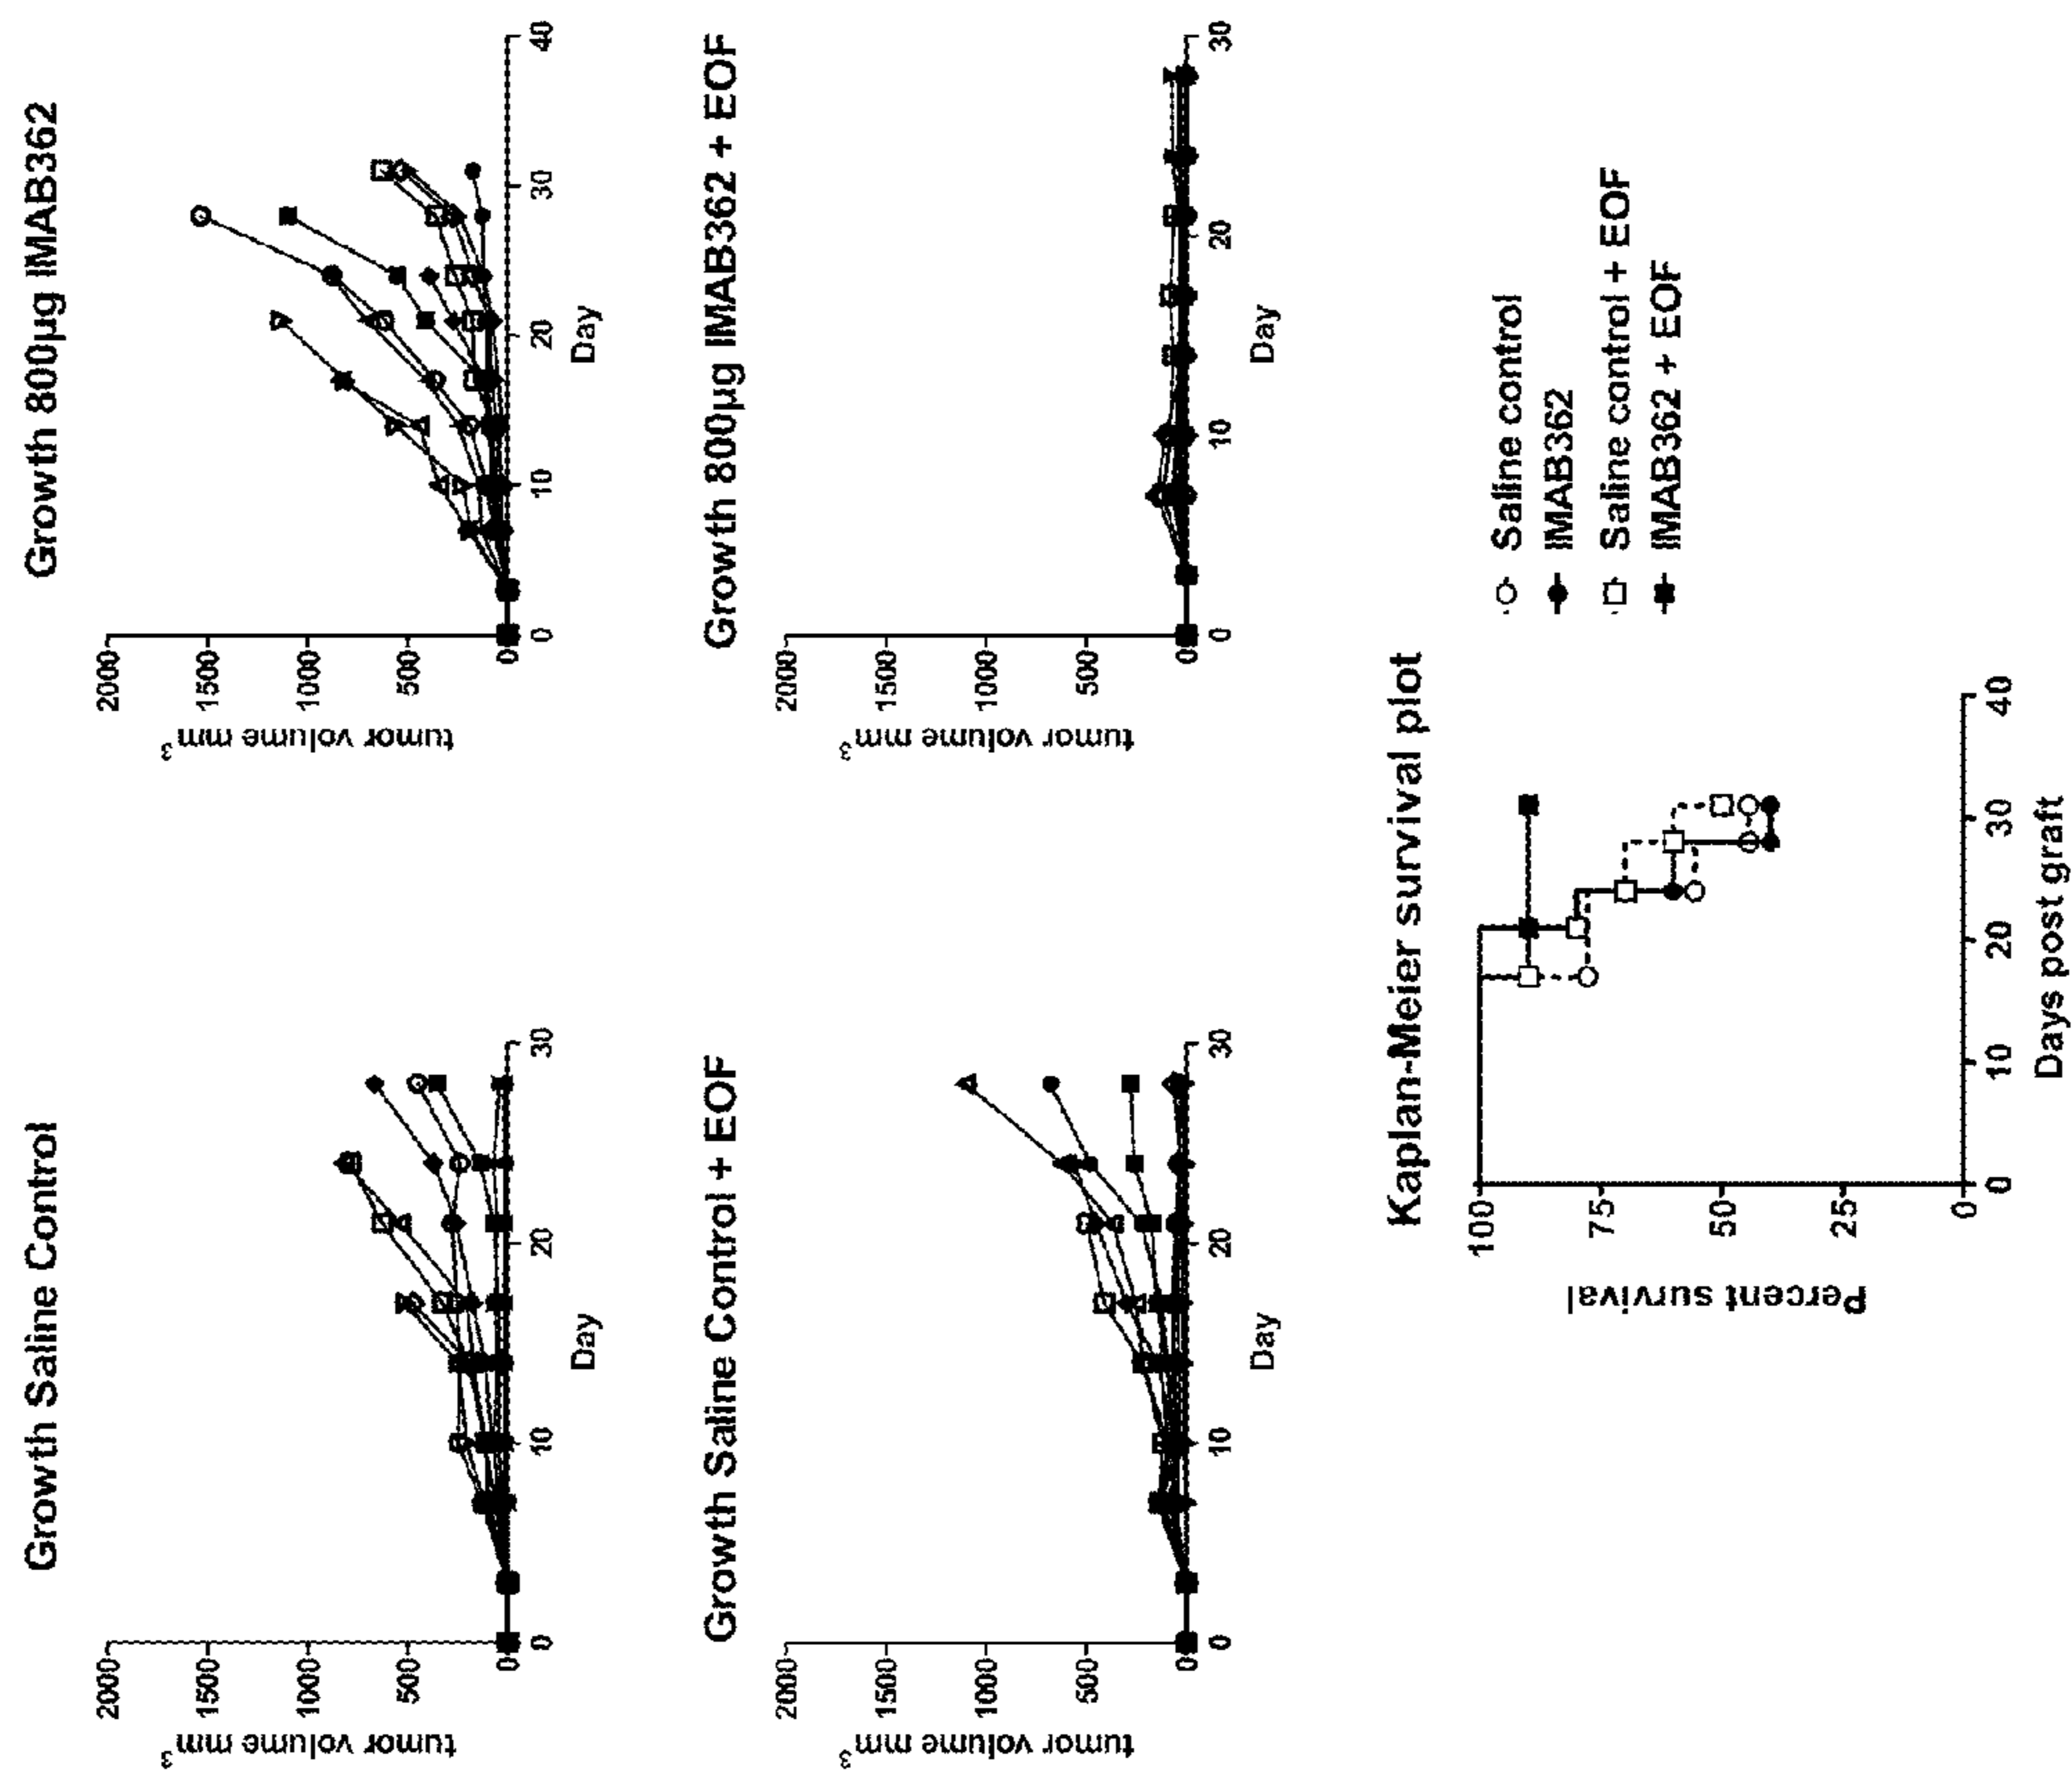 Growth Saline Control
tumor volume mm³
2000
1500
1000
500
0
0 10 20 30
Day
Growth 800µg IMAB362
tumor volume mm³
2000
1500
1000
500
0
0 10 20 30 40
Day
Growth Saline Control + EOF
tumor volume mm³
2000
1000
500
0
0 10 20 30
Day
Growth 800µg IMAB362 + EOF
tumor volume mm³
2000
1000
500
0
0 10 20 30
Day
Kaplan-Meier survival plot
Percent survival
100
75
50
25
0
0 10 20 30 40
Days post graft
Saline control
IMAB362
Saline control + EOF
IMAB362 + EOF